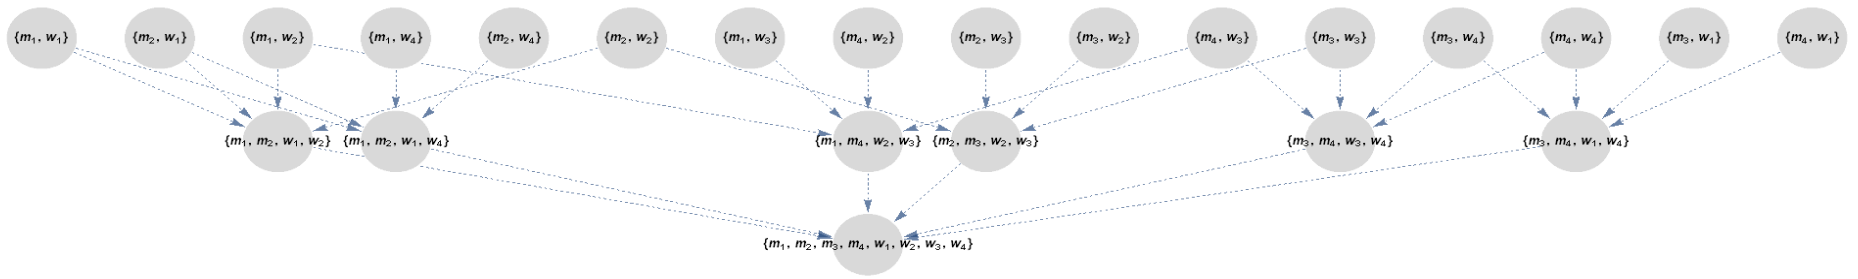 {m₁, w₁} {m₂, w₁} {m₁, w₂} {m₁, w₄} {m₂, w₄} {m₂, w₂} {m₁, w₃} {m₄, w₂} {m₂, w₃} {m₃, w₂} {m₄, w₃} {m₃, w₃} {m₃, w₄} {m₄, w₄} {m₃, w₁} {m₄, w₁}
{m₁, m₂, w₁, w₂} {m₁, m₂, w₁, w₄} {m₁, m₄, w₂, w₃} {m₂, m₃, w₂, w₃} {m₃, m₄, w₃, w₄} {m₃, m₄, w₁, w₄}
{m₁, m₂, m₃, m₄, w₁, w₂, w₃, w₄}